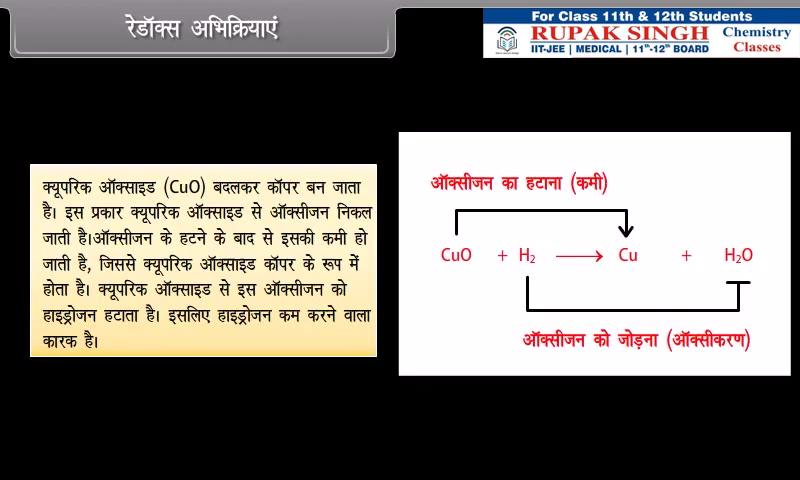 रेडॉक्स अभिक्रियाएं
For Class 11th & 12th Students
RUPAK SINGH
IIT-JEE | MEDICAL | 11ᵗʰ-12ᵗʰ BOARD
Chemistry
Classes
क्यूपरिक ऑक्साइड (CuO) बदलकर कॉपर बन जाता
है। इस प्रकार क्यूपरिक ऑक्साइड से ऑक्सीजन निकल
जाती है।ऑक्सीजन के हटने के बाद से इसकी कमी हो
जाती है, जिससे क्यूपरिक ऑक्साइड कॉपर के रूप में
होता है। क्यूपरिक ऑक्साइड से इस ऑक्सीजन को
हाइड्रोजन हटाता है। इसलिए हाइड्रोजन कम करने वाला
कारक है।
ऑक्सीजन का हटाना (कमी)
CuO + H₂ ⟶ Cu + H₂O
ऑक्सीजन को जोड़ना (ऑक्सीकरण)